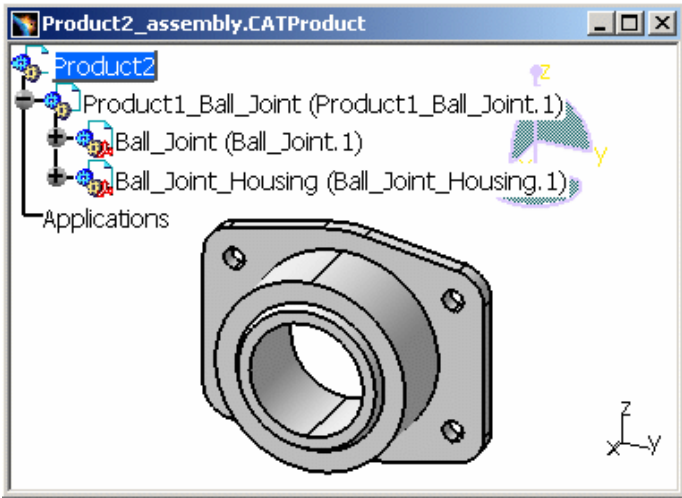 Product2_assembly.CATProduct
Product2
Product1_Ball_Joint (Product1_Ball_Joint.1)
Ball_Joint (Ball_Joint.1)
Ball_Joint_Housing (Ball_Joint_Housing.1)
Applications
z
y
x
z
x
y